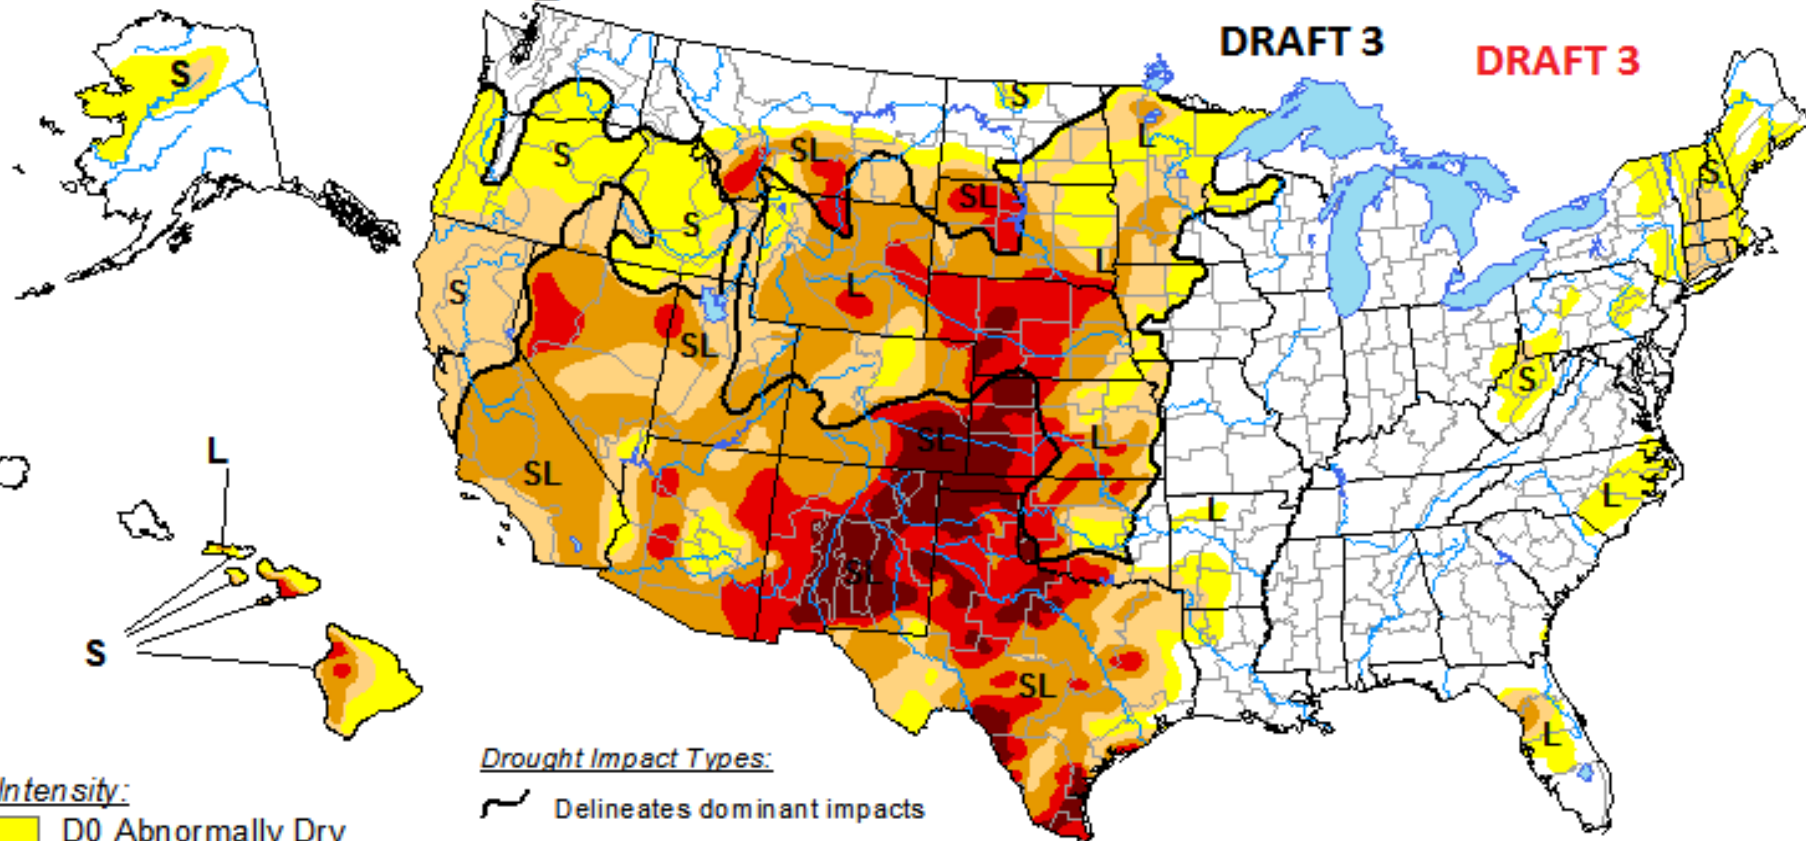 DRAFT 3
DRAFT 3
S
S
L
S
SL
S
SL
S
L
S
L
SL
S
SL
L
SL
L
SL
L
L
SL
SL
L
S
L
Drought Impact Types:
Delineates dominant impacts
Intensity:
D0 Abnormally Dry